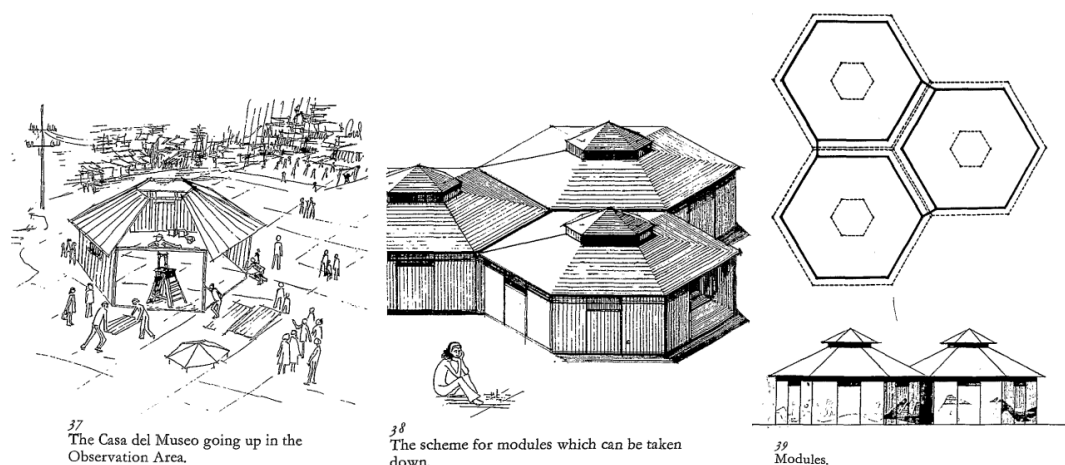 37
The Casa del Museo going up in the
Observation Area.
38
The scheme for modules which can be taken
down.
39
Modules.